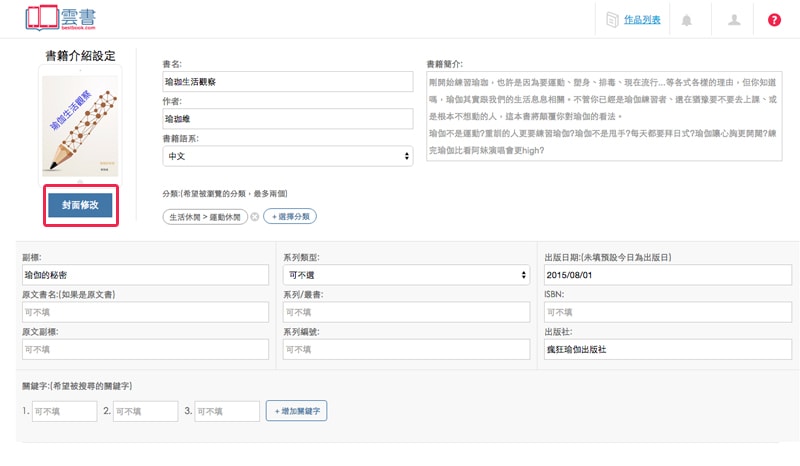 雲書
bestbook.com
作品列表
?
書籍介紹設定
瑜伽生活觀察
封面修改
書名:
瑜珈生活觀察
作者:
瑜珈維
書籍語系:
中文
分類:(希望被瀏覽的分類，最多兩個)
生活休閒 > 運動休閒
+選擇分類
書籍簡介:
剛開始練習瑜珈，也許是因為要運動、塑身、排毒、現在流行...等各式各樣的理由，但你知道
嗎，瑜伽其實跟我們的生活息息相關。不管你已經是瑜伽練習者、還在猶豫要不要去上課、或
是根本不想動的人，這本書將顛覆你對瑜伽的看法。
瑜伽不是運動?重訓的人更要練習瑜伽?瑜伽不是甩手?每天都要拜日式?瑜伽讓心胸更開闊?練
完瑜伽比看阿妹演唱會更high?
副標:
瑜伽的秘密
原文書名:(如果是原文書)
可不填
原文副標:
可不填
系列類型:
可不選
系列/叢書:
可不填
系列編號:
可不填
出版日期:(未填預設今日為出版日)
2015/08/01
ISBN:
可不填
出版社:
瘋狂瑜伽出版社
關鍵字:(希望被搜尋的關鍵字)
1. 可不填 2. 可不填 3. 可不填 +增加關鍵字